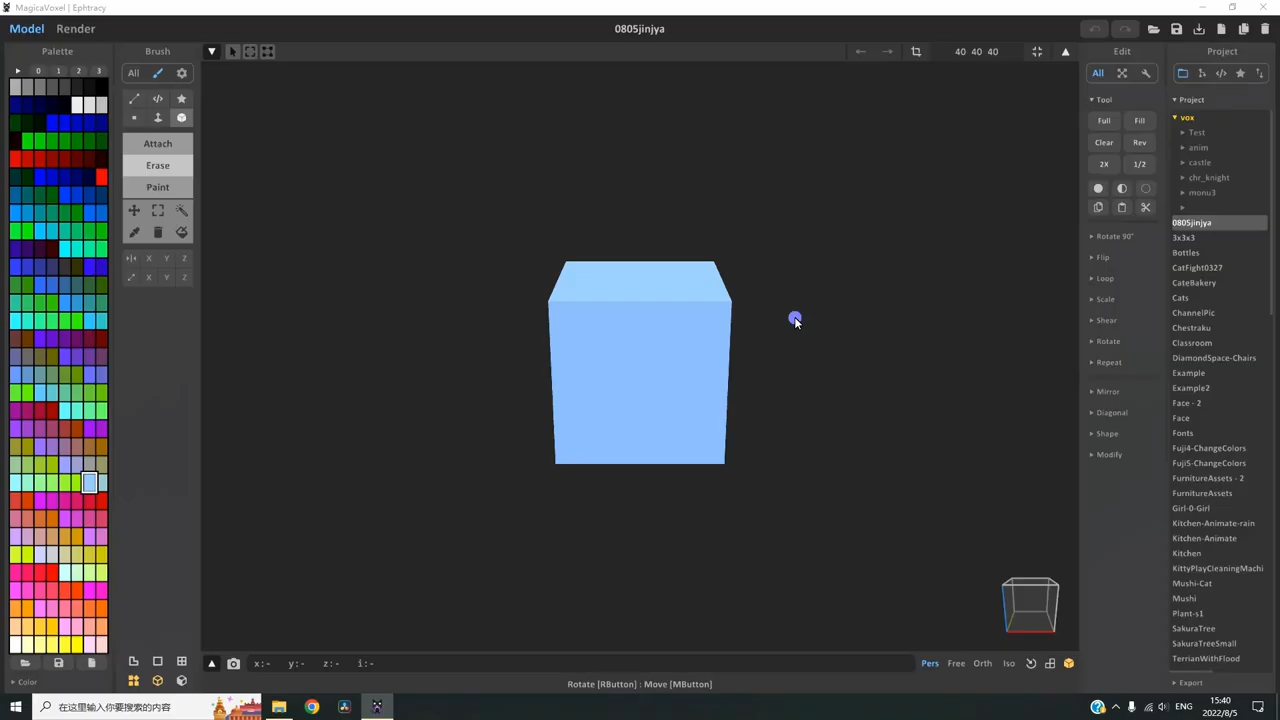 MagicaVoxel | Ephtracy
Model Render
0805jinjya
Palette
0 1 2 3
Color
Brush
All
Attach
Erase
Paint
X Y Z
X Y Z
40 40 40
x:- y:- z:- i:-
Pers Free Orth Iso
Rotate [RButton] : Move [MButton]
Edit
All
Tool
Full Fill
Clear Rev
2X 1/2
Rotate 90°
Flip
Loop
Scale
Shear
Rotate
Repeat
Mirror
Diagonal
Shape
Modify
Project
Project
vox
Test
anim
castle
chr_knight
monu3
0805jinjya
3x3x3
Bottles
CatFight0327
CateBakery
Cats
ChannelPic
Chestraku
Classroom
DiamondSpace-Chairs
Example
Example2
Face - 2
Face
Fonts
Fuji4-ChangeColors
Fuji5-ChangeColors
FurnitureAssets - 2
FurnitureAssets
Girl-0-Girl
Kitchen-Animate-rain
Kitchen-Animate
Kitchen
KittyPlayCleaningMachi
Mushi-Cat
Mushi
Plant-s1
SakuraTree
SakuraTreeSmall
TerrianWithFlood
Export
在这里输入你要搜索的内容
ENG
15:40
2022/8/5